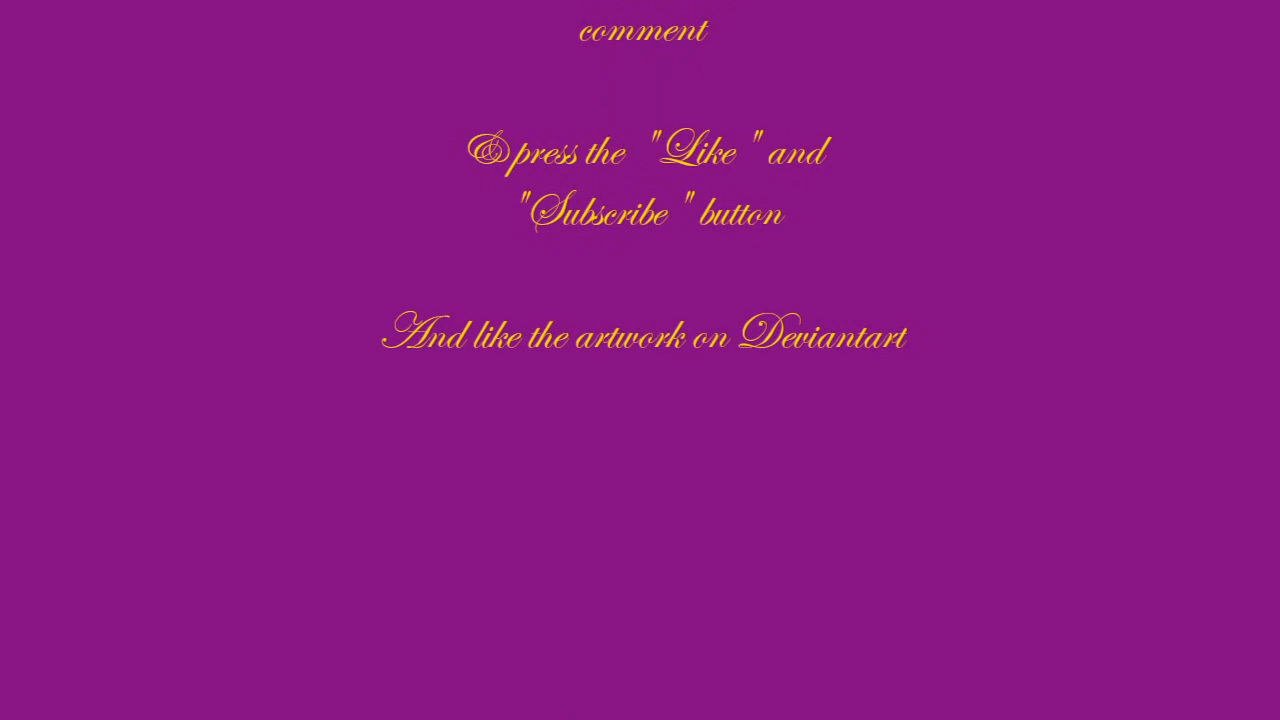 comment
& press the "Like " and
"Subscribe " button
And like the artwork on Deviantart